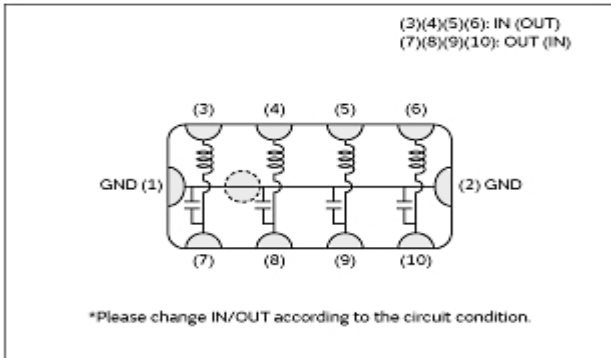 (3)(4)(5)(6): IN (OUT)
(7)(8)(9)(10): OUT (IN)
(3) (4) (5) (6)
GND (1) (2) GND
(7) (8) (9) (10)
*Please change IN/OUT according to the circuit condition.